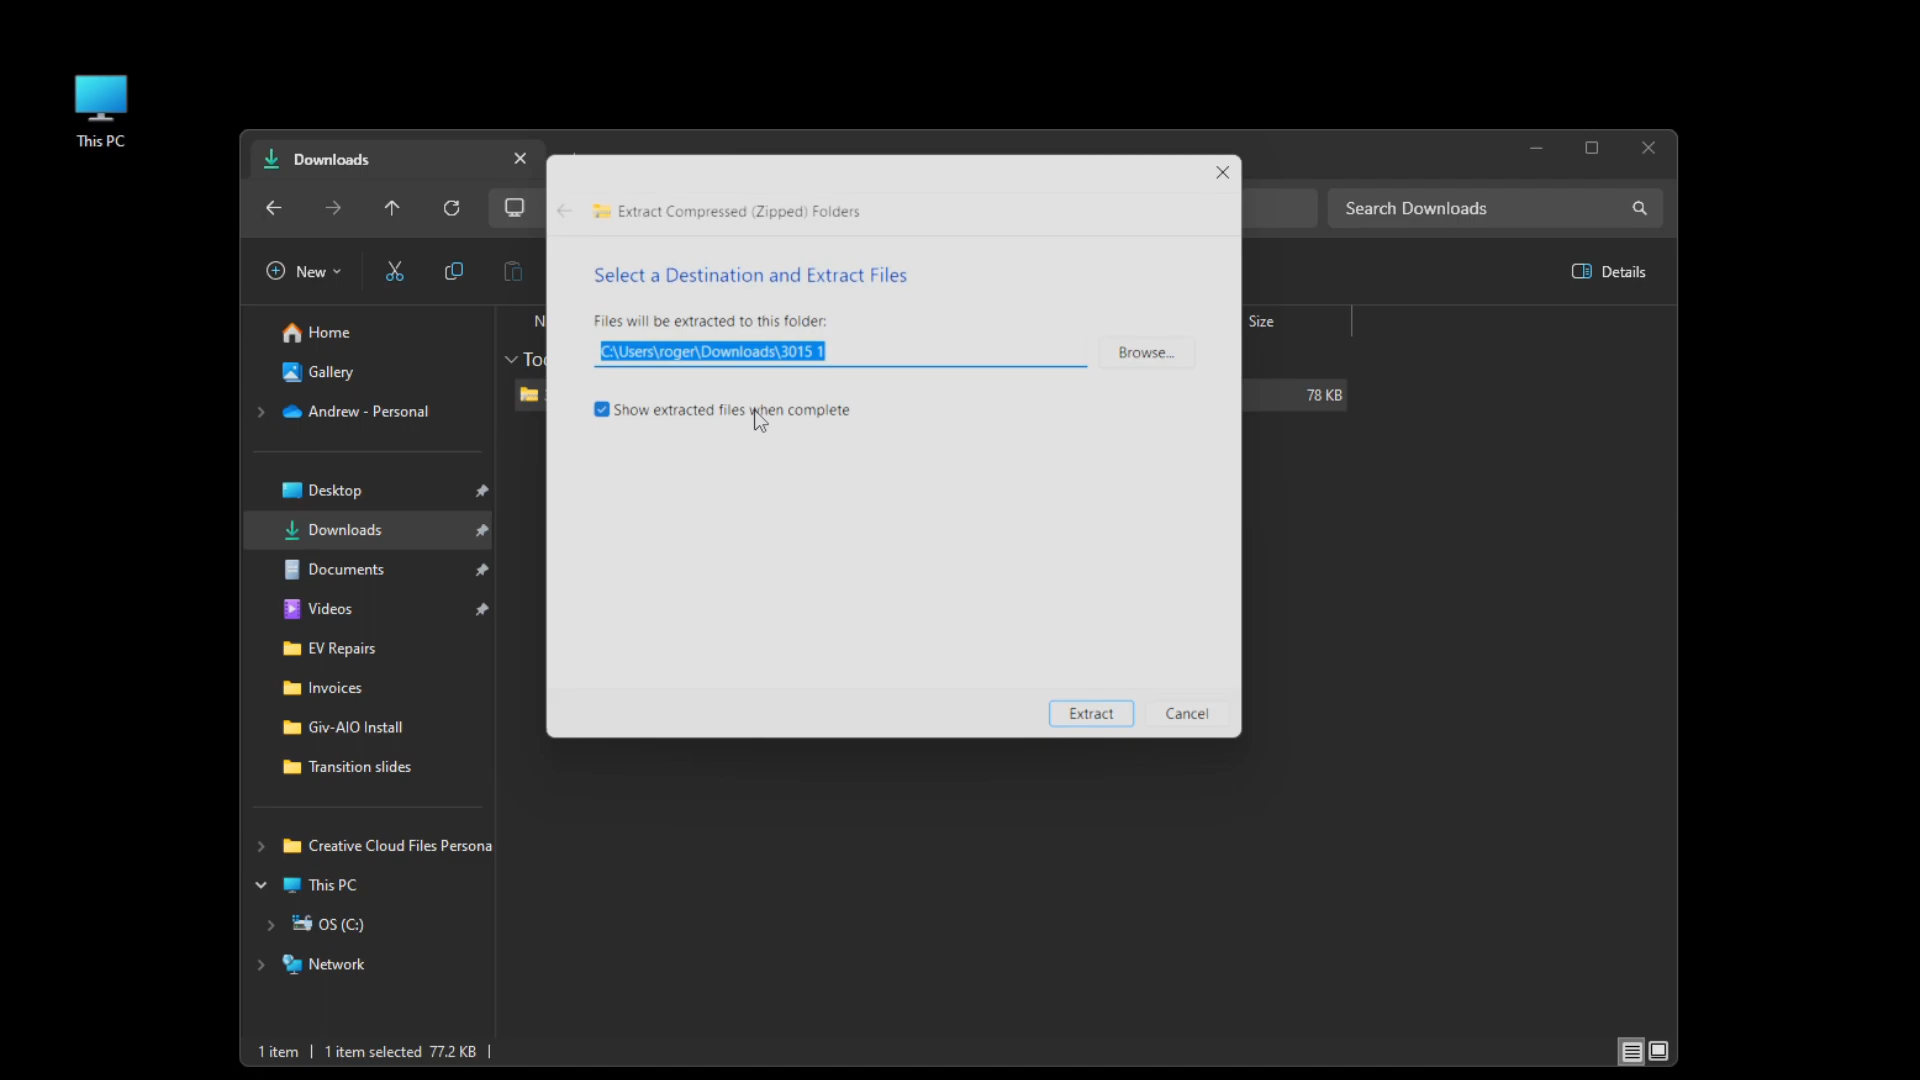 This PC
Downloads
Search Downloads
New
Details
Extract Compressed (Zipped) Folders
Select a Destination and Extract Files
Files will be extracted to this folder:
C:\Users\roger\Downloads\3015 1
Browse...
Show extracted files when complete
Extract
Cancel
Size
78 KB
Home
Gallery
Andrew - Personal
Desktop
Downloads
Documents
Videos
EV Repairs
Invoices
Giv-AIO Install
Transition slides
Creative Cloud Files Persona
This PC
OS (C:)
Network
1 item | 1 item selected 77.2 KB |